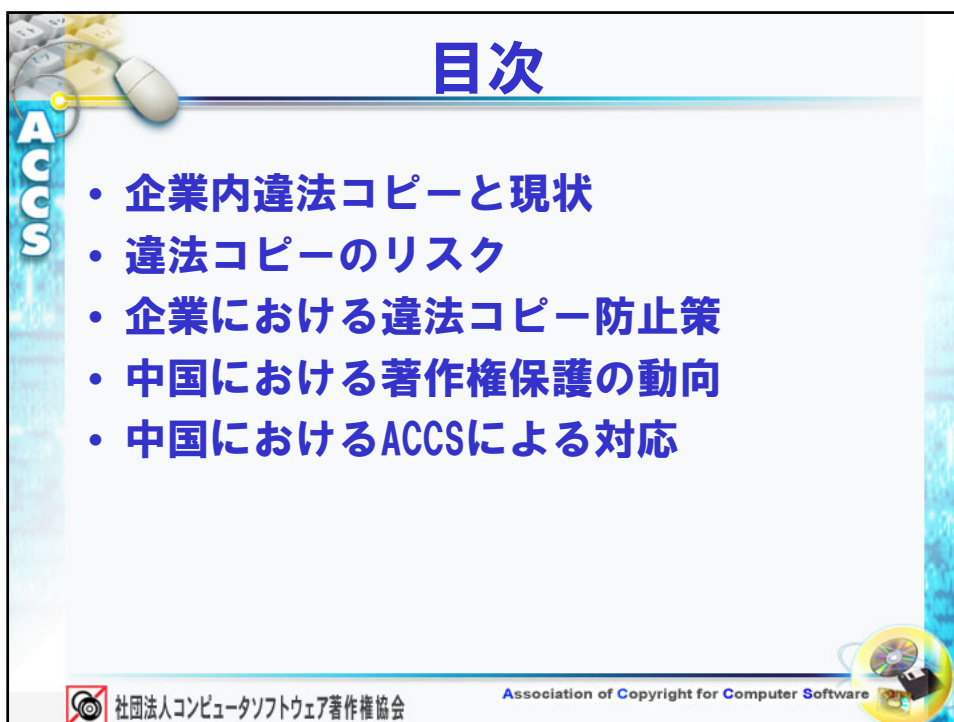 目次
ACCS
• 企業内違法コピーと現状
• 違法コピーのリスク
• 企業における違法コピー防止策
• 中国における著作権保護の動向
• 中国におけるACCSによる対応
社団法人コンピュータソフトウェア著作権協会
Association of Copyright for Computer Software